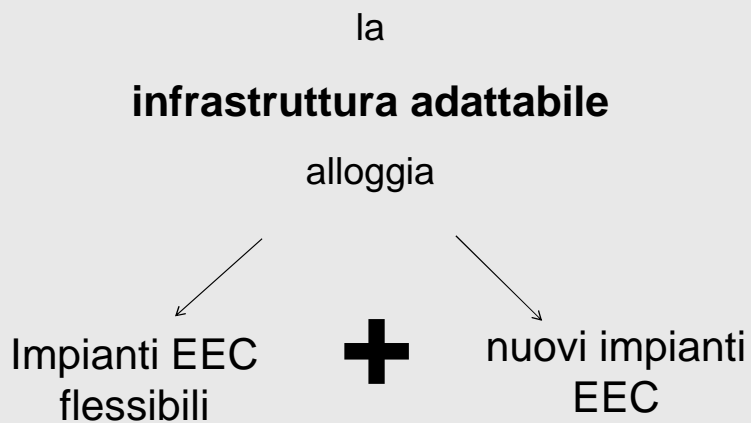 la
infrastruttura adattabile
alloggia
Impianti EEC
flessibili
+
nuovi impianti
EEC